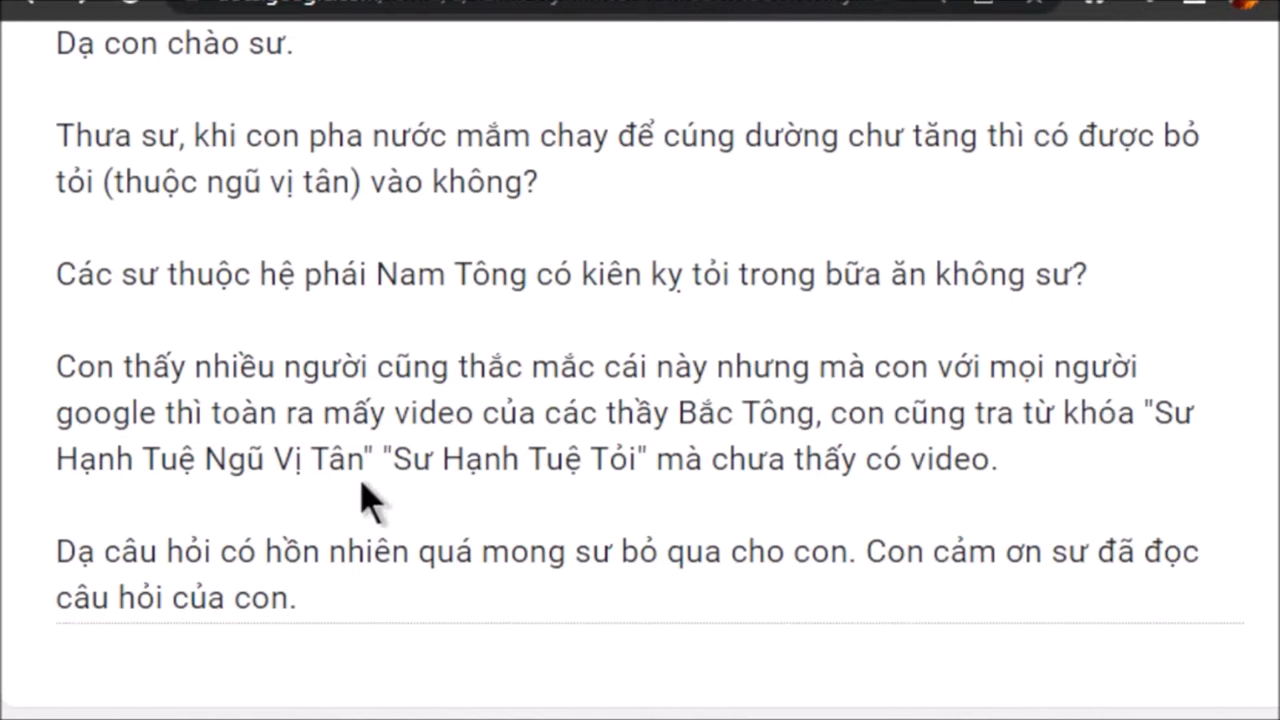 Dạ con chào sư.
Thưa sư, khi con pha nước mắm chay để cúng dường chư tăng thì có được bỏ
tỏi (thuộc ngũ vị tân) vào không?
Các sư thuộc hệ phái Nam Tông có kiên kỵ tỏi trong bữa ăn không sư?
Con thấy nhiều người cũng thắc mắc cái này nhưng mà con với mọi người
google thì toàn ra mấy video của các thầy Bắc Tông, con cũng tra từ khóa "Sư
Hạnh Tuệ Ngũ Vị Tân" "Sư Hạnh Tuệ Tỏi" mà chưa thấy có video.
Dạ câu hỏi có hồn nhiên quá mong sư bỏ qua cho con. Con cảm ơn sư đã đọc
câu hỏi của con.